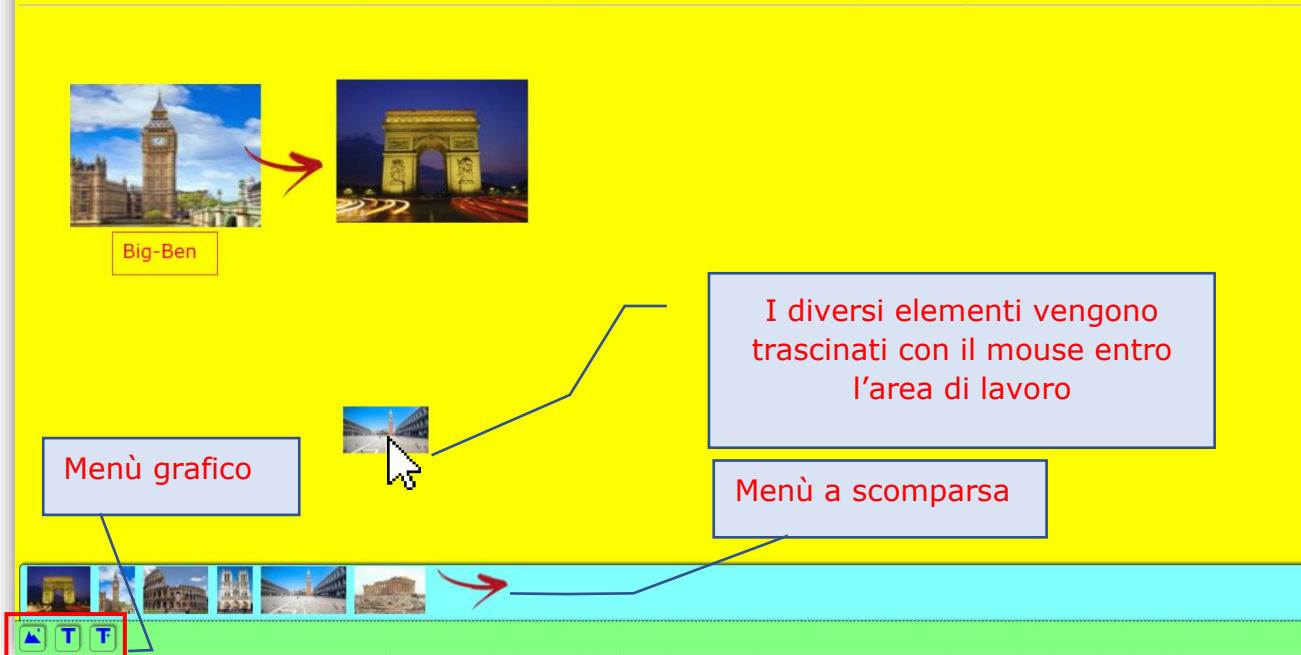 Big-Ben
I diversi elementi vengono
trascinati con il mouse entro
l’area di lavoro
Menù grafico
Menù a scomparsa
T T+